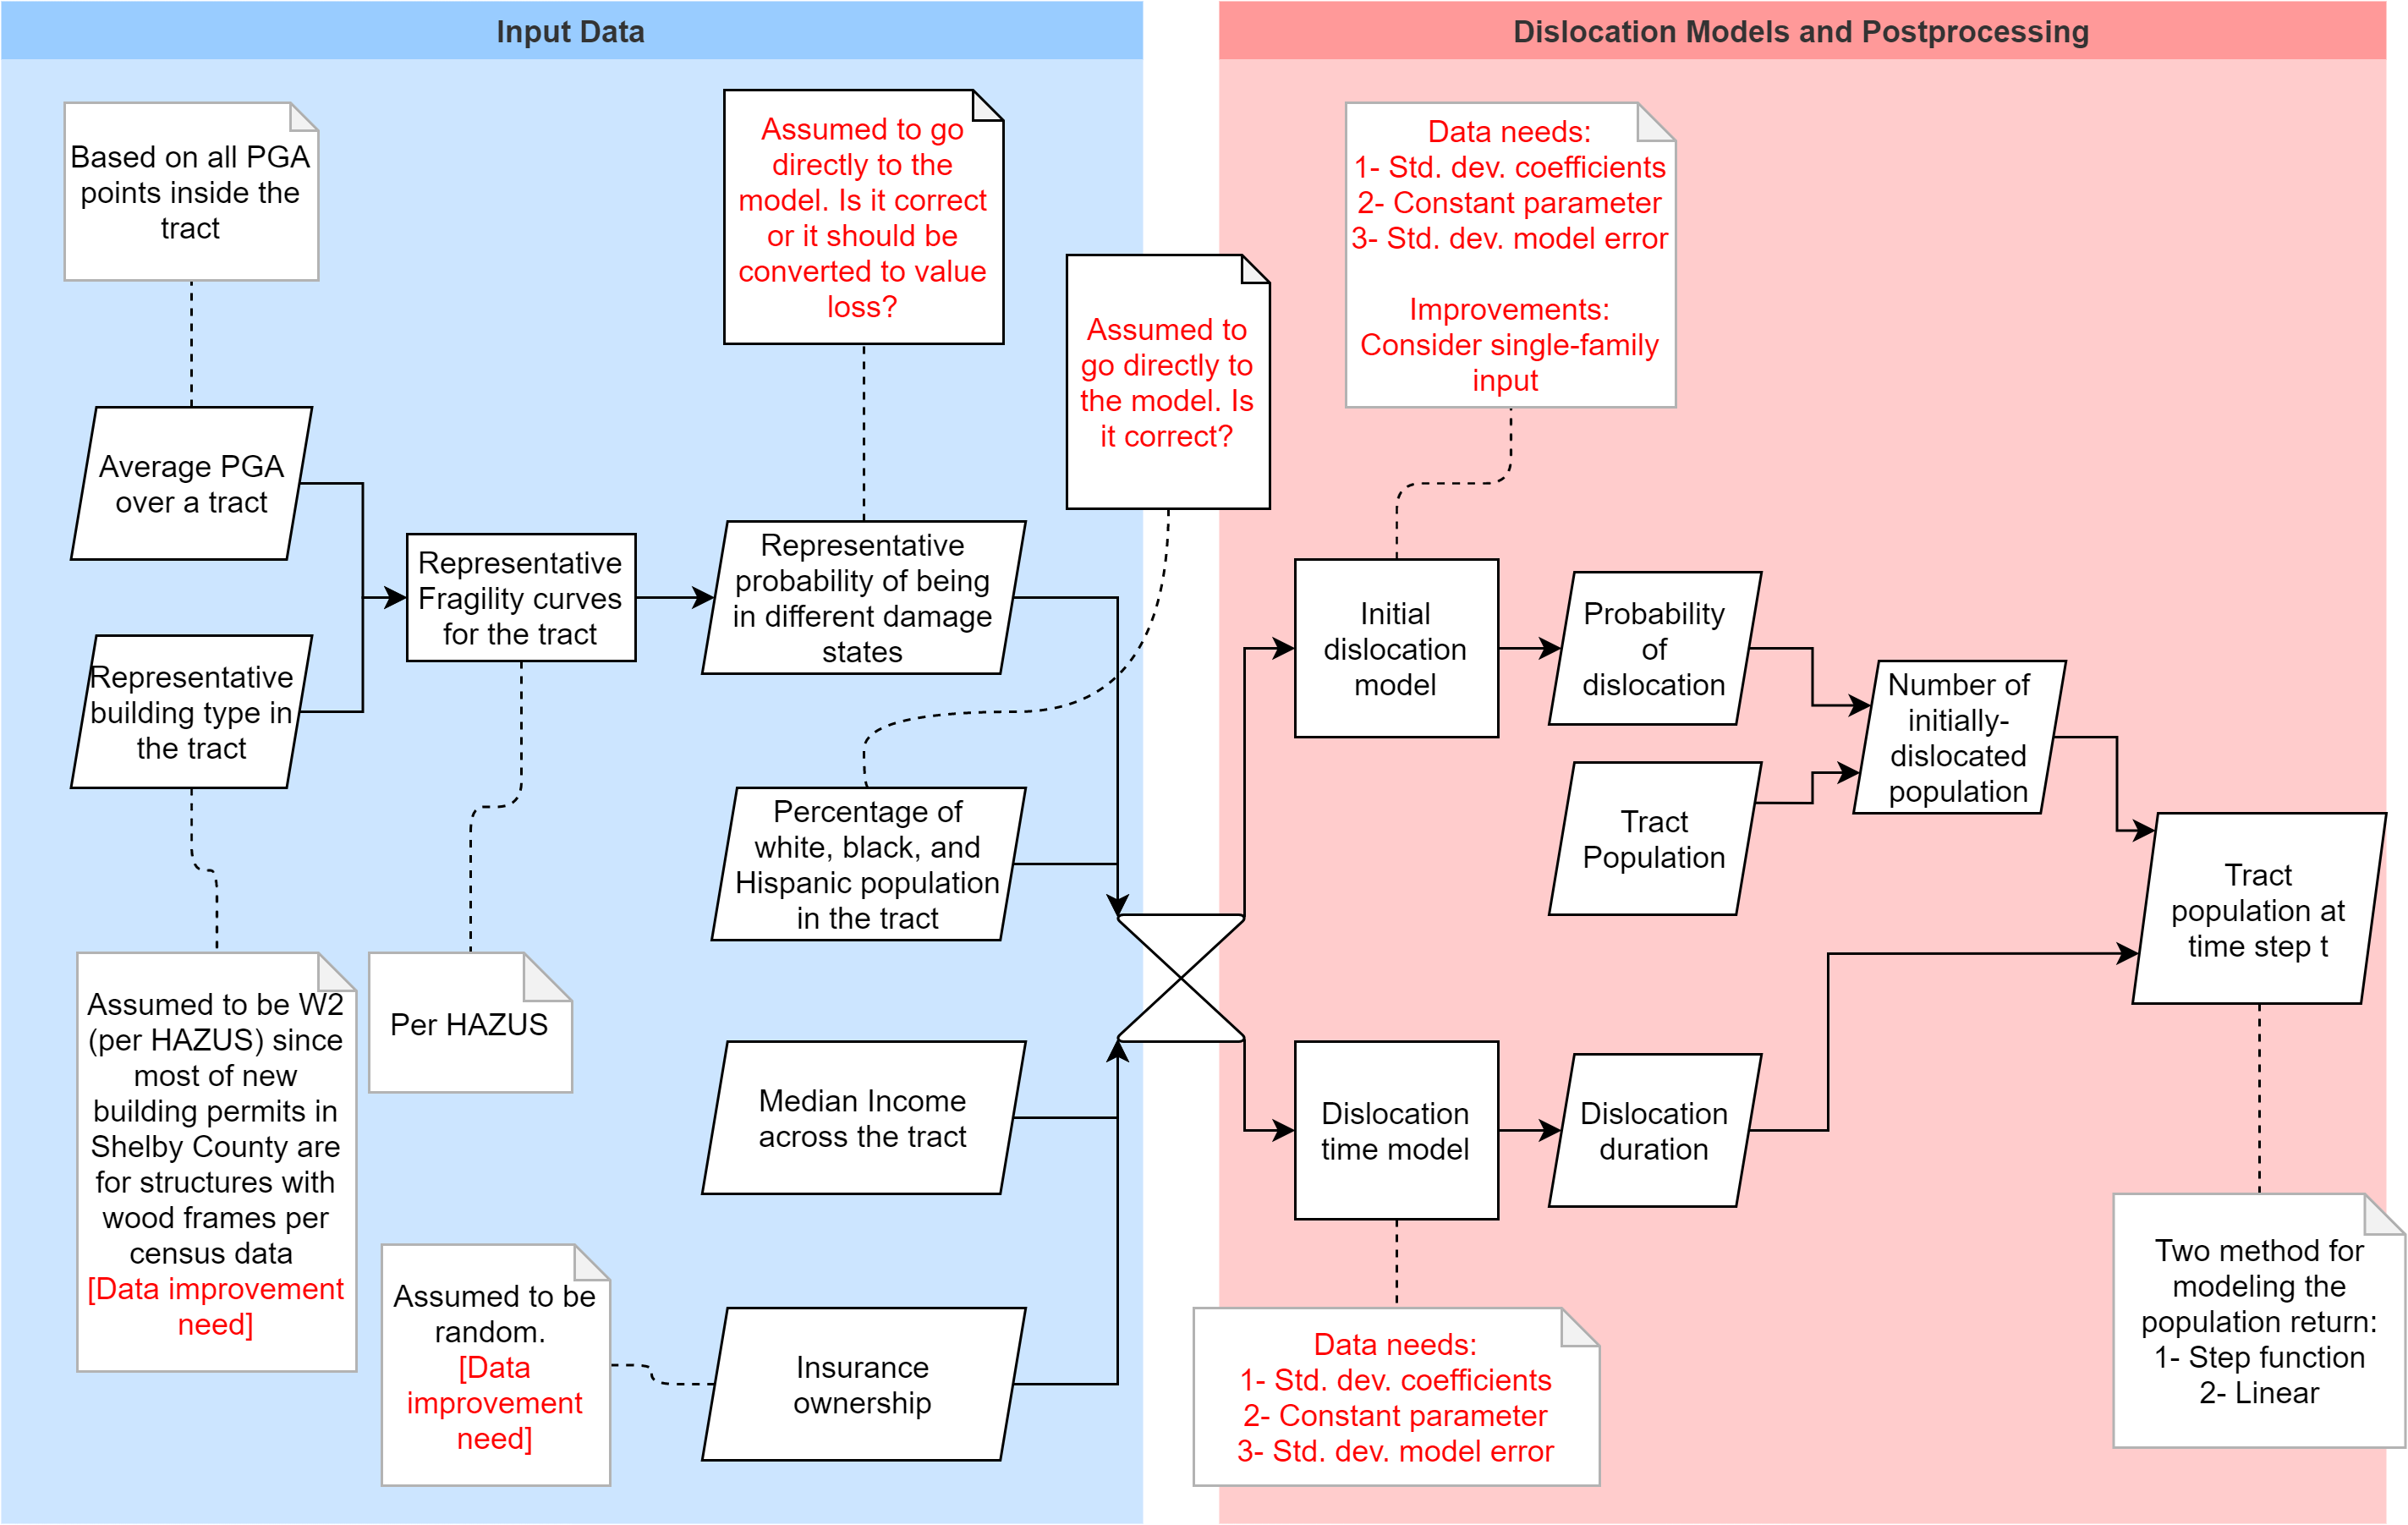 Input Data
Dislocation Models and Postprocessing
Based on all PGA
points inside the
tract
Assumed to go
directly to the
model. Is it correct
or it should be
converted to value
loss?
Assumed to
go directly to
the model. Is
it correct?
Data needs:
1- Std. dev. coefficients
2- Constant parameter
3- Std. dev. model error
Improvements:
Consider single-family
input
Average PGA
over a tract
Representative
building type in
the tract
Representative
Fragility curves
for the tract
Representative
probability of being
in different damage
states
Percentage of
white, black, and
Hispanic population
in the tract
Median Income
across the tract
Insurance
ownership
Assumed to be W2
(per HAZUS) since
most of new
building permits in
Shelby County are
for structures with
wood frames per
census data
[Data improvement
need]
Per HAZUS
Assumed to be
random.
[Data
improvement
need]
Initial
dislocation
model
Probability
of
dislocation
Tract
Population
Number of
initially-
dislocated
population
Tract
population at
time step t
Dislocation
time model
Dislocation
duration
Data needs:
1- Std. dev. coefficients
2- Constant parameter
3- Std. dev. model error
Two method for
modeling the
population return:
1- Step function
2- Linear